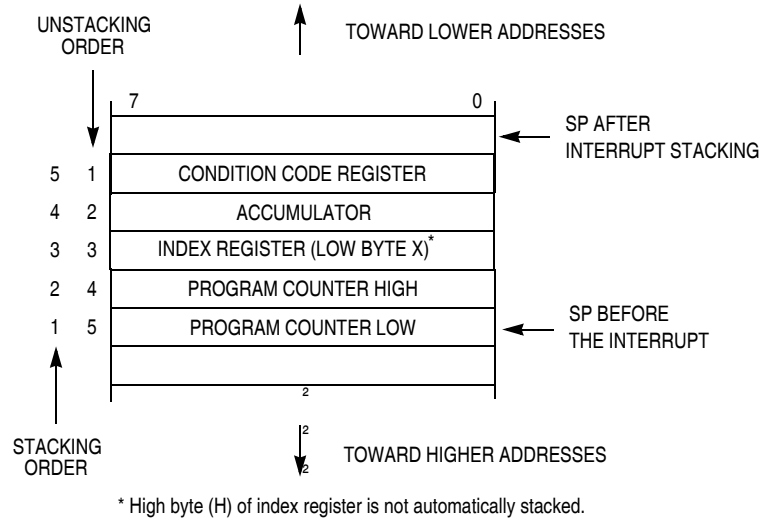 UNSTACKING
ORDER
TOWARD LOWER ADDRESSES
7 0
SP AFTER
INTERRUPT STACKING
5 1 CONDITION CODE REGISTER
4 2 ACCUMULATOR
3 3 INDEX REGISTER (LOW BYTE X)*
2 4 PROGRAM COUNTER HIGH
1 5 PROGRAM COUNTER LOW
SP BEFORE
THE INTERRUPT
2
2
2
STACKING
ORDER
TOWARD HIGHER ADDRESSES
* High byte (H) of index register is not automatically stacked.